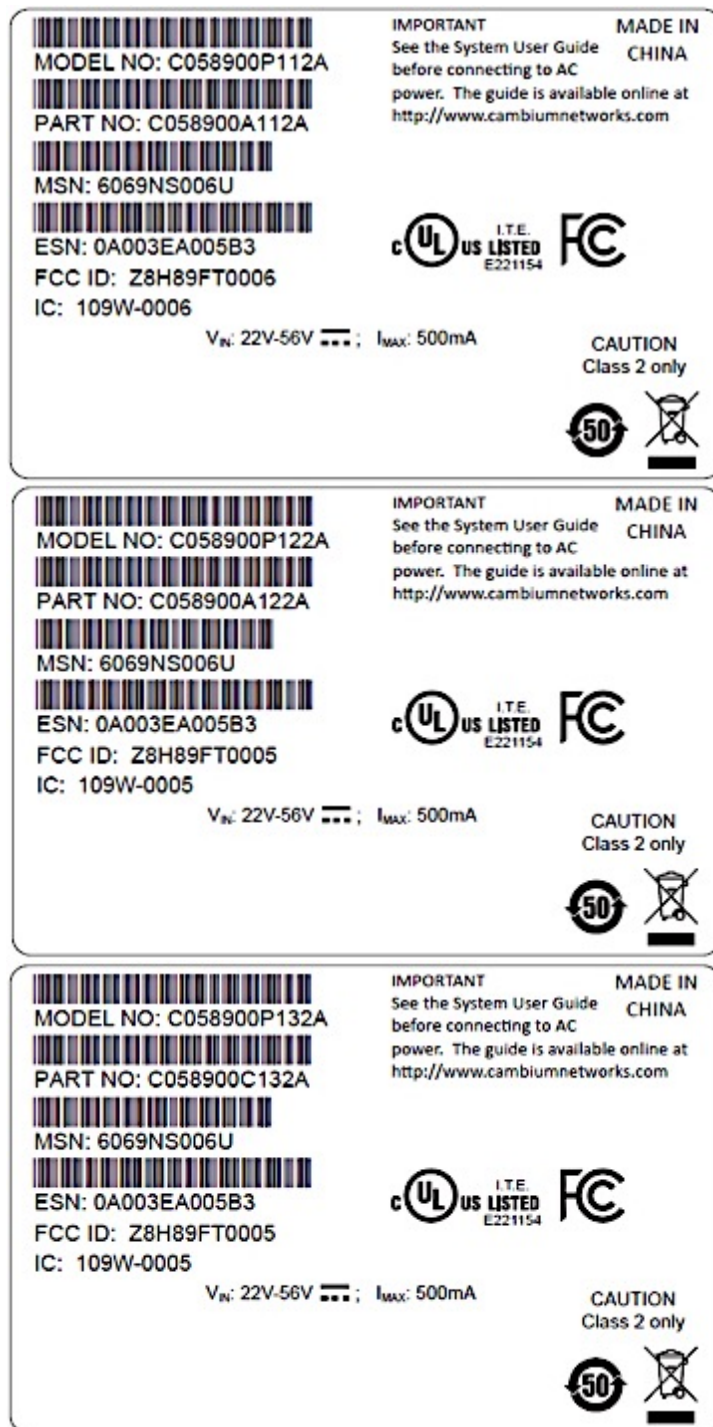 MODEL NO: C058900P112A
PART NO: C058900A112A
MSN: 6069NS006U
ESN: 0A003EA005B3
FCC ID: Z8H89FT0006
IC: 109W-0006
IMPORTANT
See the System User Guide
before connecting to AC
power. The guide is available online at
http://www.cambiumnetworks.com
MADE IN
CHINA
C UL US LISTED
I.T.E.
E221154
FC
VIN: 22V-56V ; IMAX: 500mA
CAUTION
Class 2 only
50
MODEL NO: C058900P122A
PART NO: C058900A122A
MSN: 6069NS006U
ESN: 0A003EA005B3
FCC ID: Z8H89FT0005
IC: 109W-0005
IMPORTANT
See the System User Guide
before connecting to AC
power. The guide is available online at
http://www.cambiumnetworks.com
MADE IN
CHINA
C UL US LISTED
I.T.E.
E221154
FC
VIN: 22V-56V ; IMAX: 500mA
CAUTION
Class 2 only
50
MODEL NO: C058900P132A
PART NO: C058900C132A
MSN: 6069NS006U
ESN: 0A003EA005B3
FCC ID: Z8H89FT0005
IC: 109W-0005
IMPORTANT
See the System User Guide
before connecting to AC
power. The guide is available online at
http://www.cambiumnetworks.com
MADE IN
CHINA
C UL US LISTED
I.T.E.
E221154
FC
VIN: 22V-56V ; IMAX: 500mA
CAUTION
Class 2 only
50